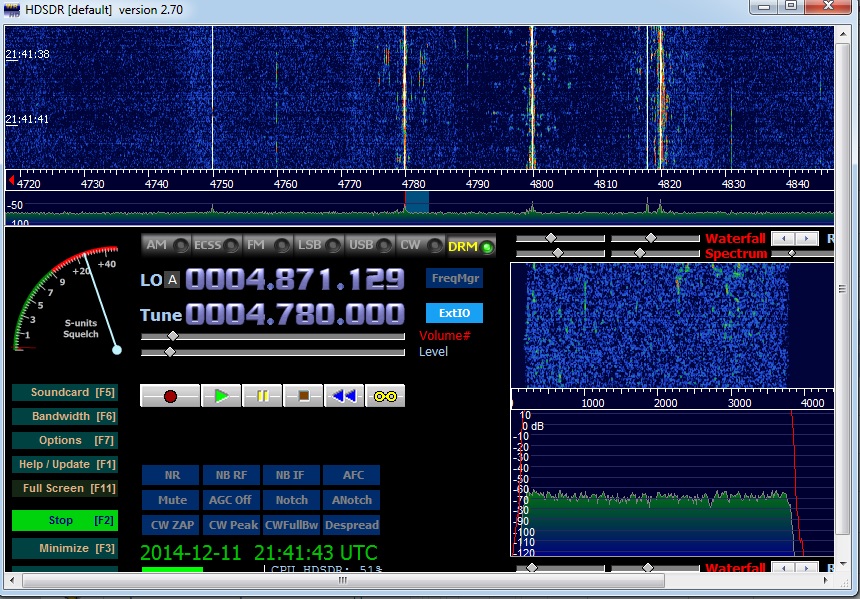 HDSDR [default] version 2.70
21:41:38
21:41:41
4720 4730 4740 4750 4760 4770 4780 4790 4800 4810 4820 4830 4840
-50
-100
AM ECSS FM LSB USB CW DRM
Waterfall
Spectrum
LO A 0004.871.129 FreqMgr
Tune 0004.780.000 ExtIO
Volume#
Level
1 3 5 7 9 +20 +40
S-units
Squelch
Soundcard [F5]
Bandwidth [F6]
Options [F7]
Help / Update [F1]
Full Screen [F11]
Stop [F2]
Minimize [F3]
NR NB RF NB IF AFC
Mute AGC Off Notch ANotch
CW ZAP CW Peak CWFullBw Despread
2014-12-11 21:41:43 UTC
CPU HDSDR: 51%
0 1000 2000 3000 4000
10
0 dB
-10
-20
-30
-40
-50
-60
-70
-80
-90
-100
-110
-120
Waterfall